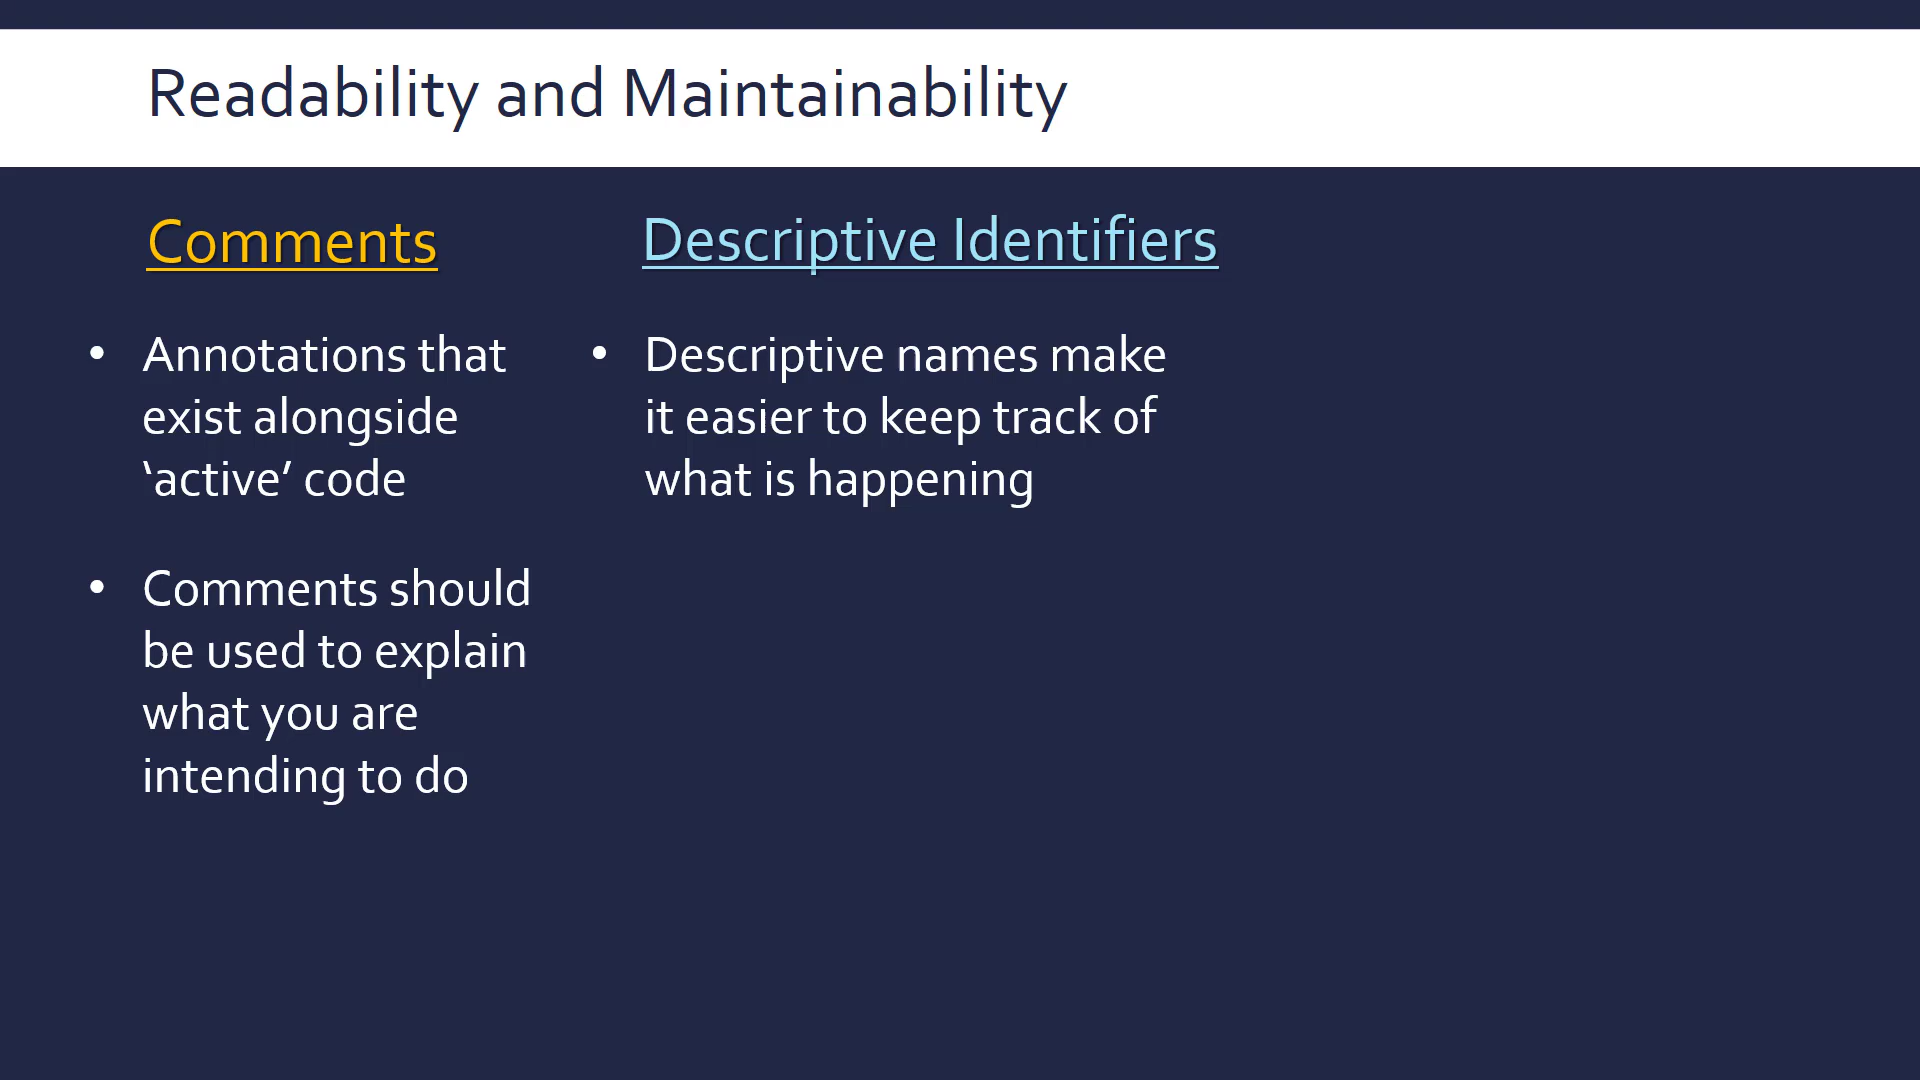 Readability and Maintainability
Comments
• Annotations that
exist alongside
‘active’ code
• Comments should
be used to explain
what you are
intending to do
Descriptive Identifiers
• Descriptive names make
it easier to keep track of
what is happening